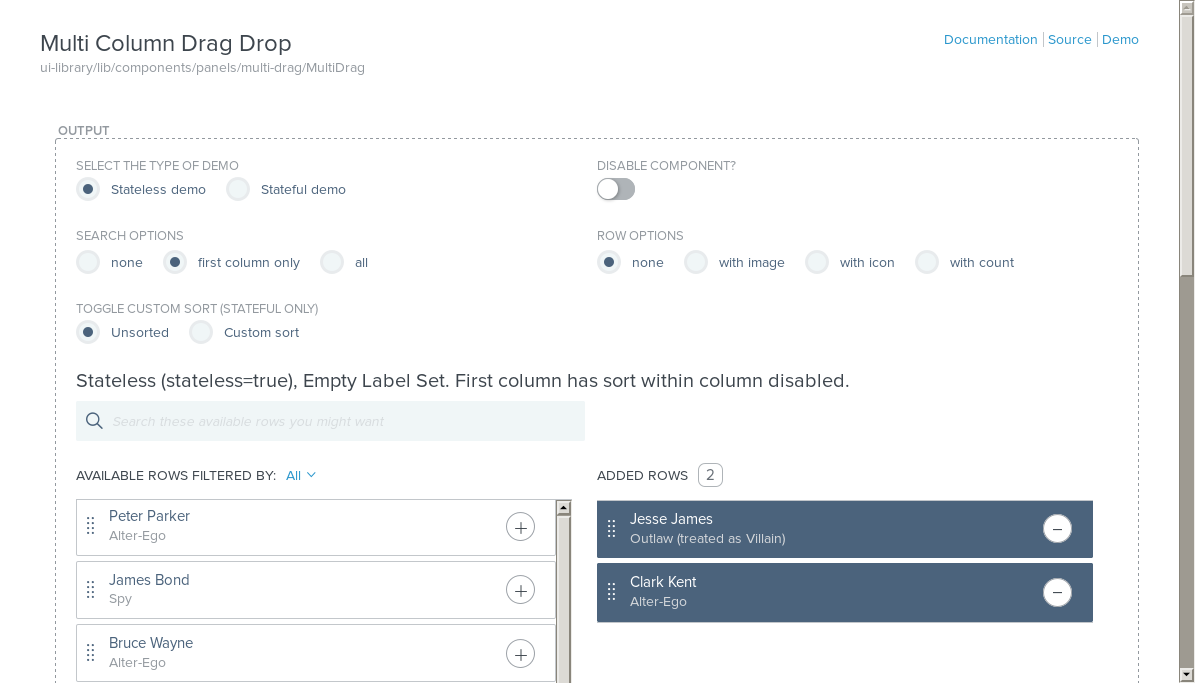 Multi Column Drag Drop
Documentation Source Demo
ui-library/lib/components/panels/multi-drag/MultiDrag
OUTPUT
SELECT THE TYPE OF DEMO
Stateless demo Stateful demo
DISABLE COMPONENT?
SEARCH OPTIONS
none first column only all
ROW OPTIONS
none with image with icon with count
TOGGLE CUSTOM SORT (STATEFUL ONLY)
Unsorted Custom sort
Stateless (stateless=true), Empty Label Set. First column has sort within column disabled.
Search these available rows you might want
AVAILABLE ROWS FILTERED BY: All
Peter Parker
Alter-Ego
James Bond
Spy
Bruce Wayne
Alter-Ego
ADDED ROWS 2
Jesse James
Outlaw (treated as Villain)
Clark Kent
Alter-Ego